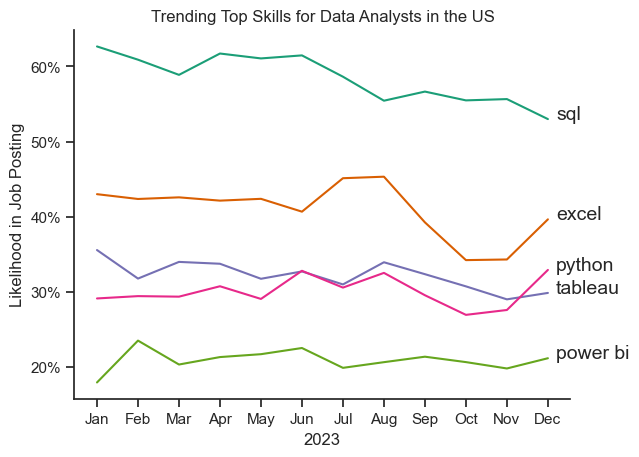 Trending Top Skills for Data Analysts in the US
Likelihood in Job Posting
60%
50%
40%
30%
20%
sql
excel
python
tableau
power bi
Jan Feb Mar Apr May Jun Jul Aug Sep Oct Nov Dec
2023